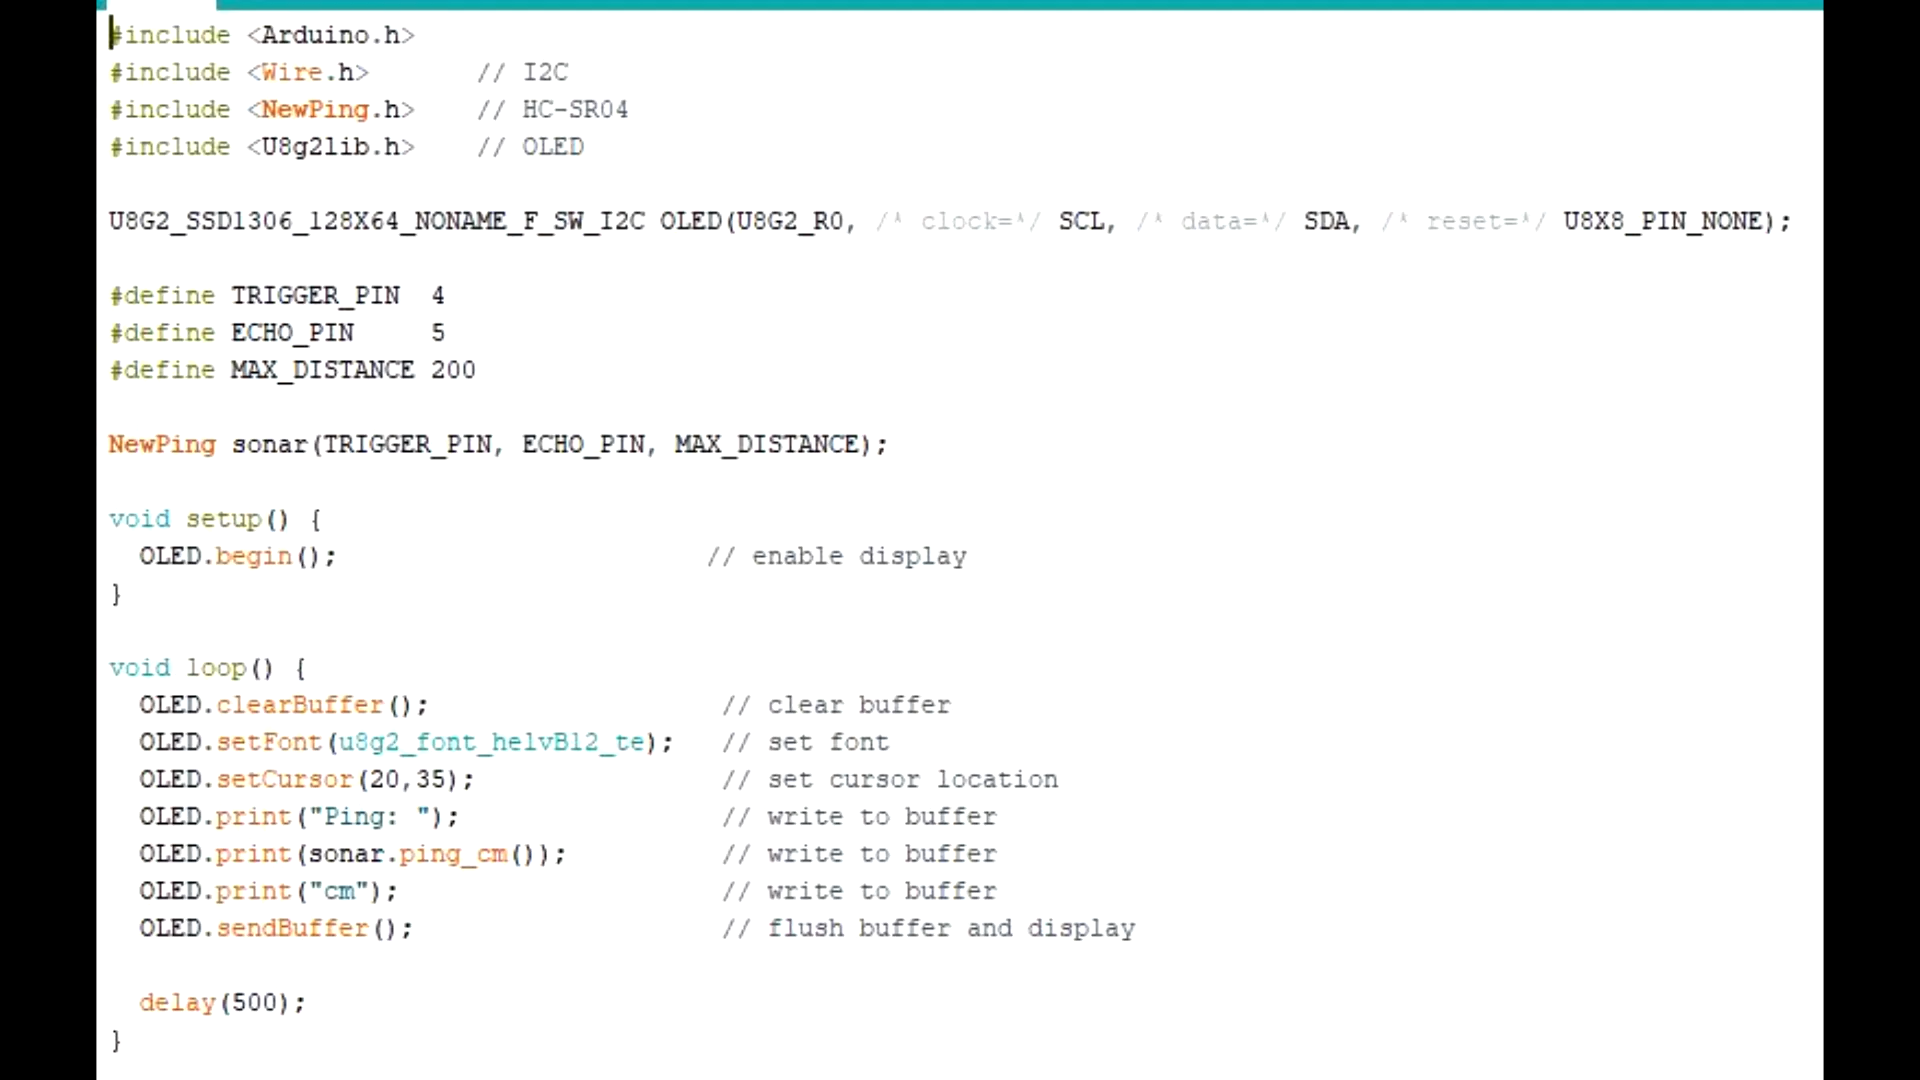 #include <Arduino.h>
#include <Wire.h>       // I2C
#include <NewPing.h>    // HC-SR04
#include <U8g2lib.h>    // OLED
U8G2_SSD1306_128X64_NONAME_F_SW_I2C OLED(U8G2_R0, /* clock=*/ SCL, /* data=*/ SDA, /* reset=*/ U8X8_PIN_NONE);
#define TRIGGER_PIN  4
#define ECHO_PIN     5
#define MAX_DISTANCE 200
NewPing sonar(TRIGGER_PIN, ECHO_PIN, MAX_DISTANCE);
void setup() {
  OLED.begin();                        // enable display
}
void loop() {
  OLED.clearBuffer();                   // clear buffer
  OLED.setFont(u8g2_font_helvB12_te);   // set font
  OLED.setCursor(20,35);                // set cursor location
  OLED.print("Ping: ");                 // write to buffer
  OLED.print(sonar.ping_cm());          // write to buffer
  OLED.print("cm");                     // write to buffer
  OLED.sendBuffer();                    // flush buffer and display
  delay(500);
}